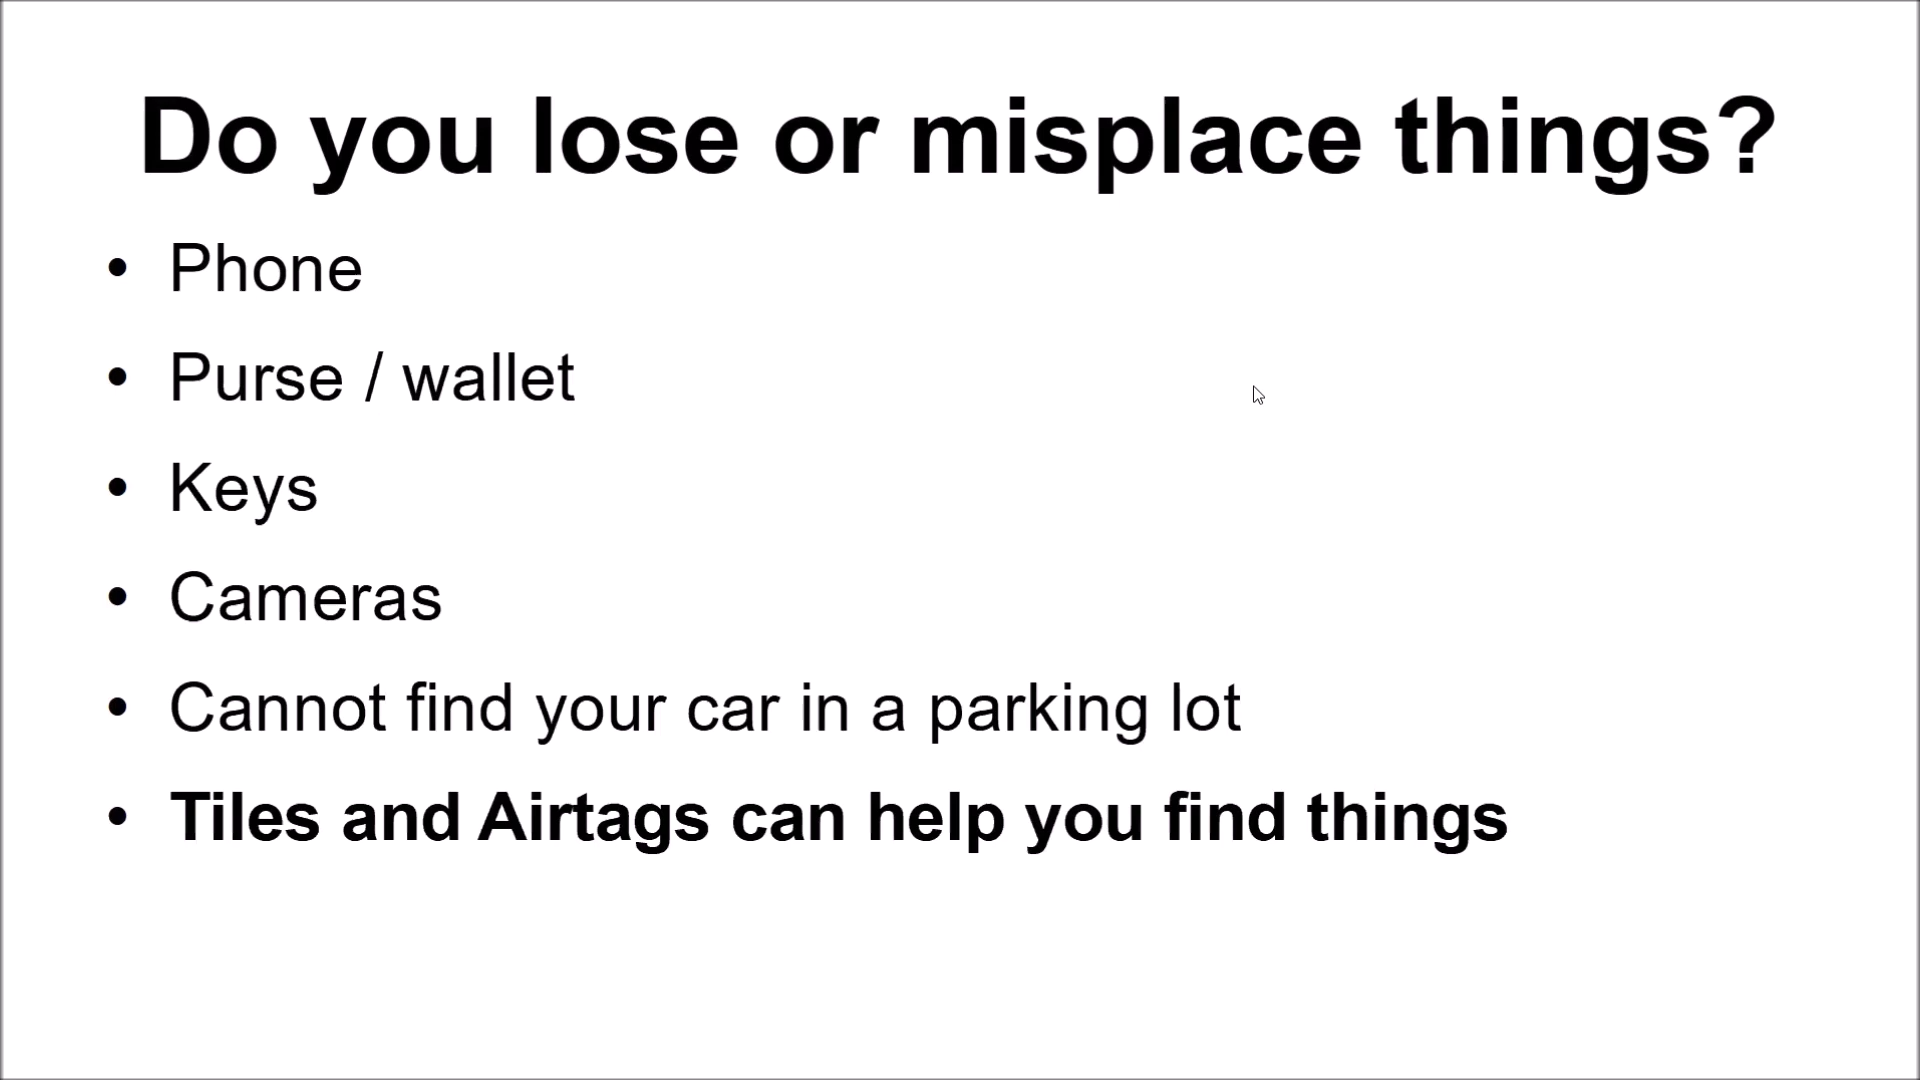 Do you lose or misplace things?
• Phone
• Purse / wallet
• Keys
• Cameras
• Cannot find your car in a parking lot
• Tiles and Airtags can help you find things